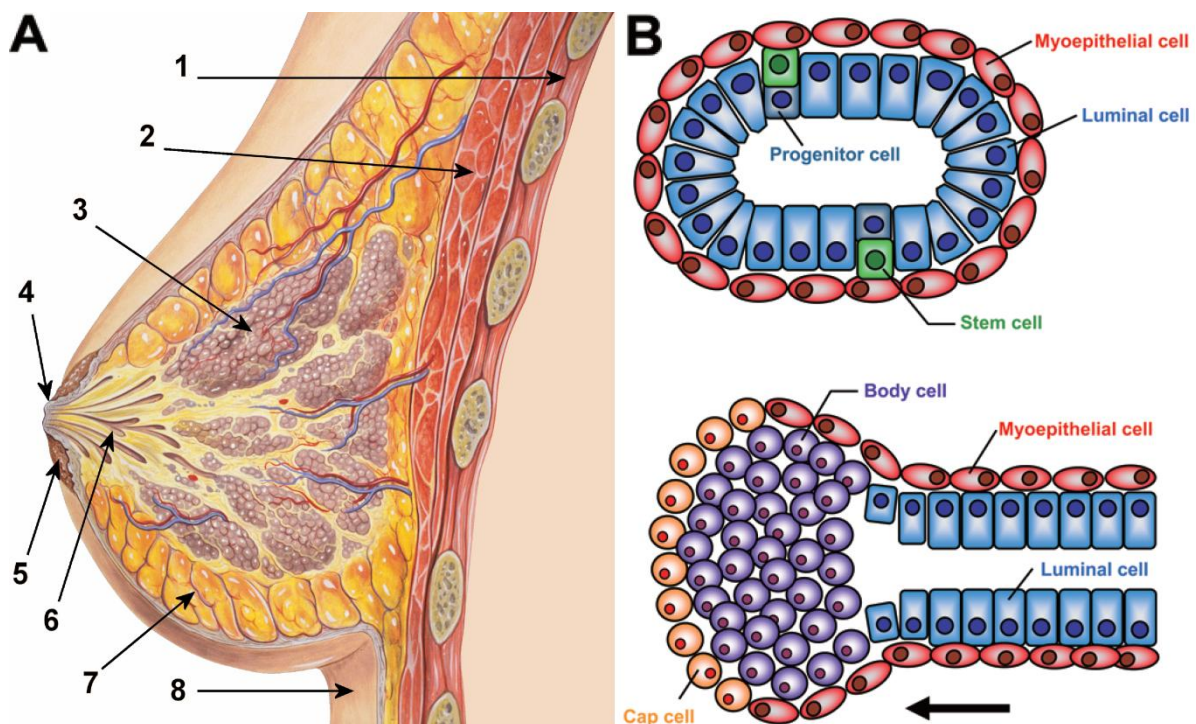 A
1
2
3
4
5
6
7
8
B
Myoepithelial cell
Luminal cell
Progenitor cell
Stem cell
Body cell
Myoepithelial cell
Luminal cell
Cap cell